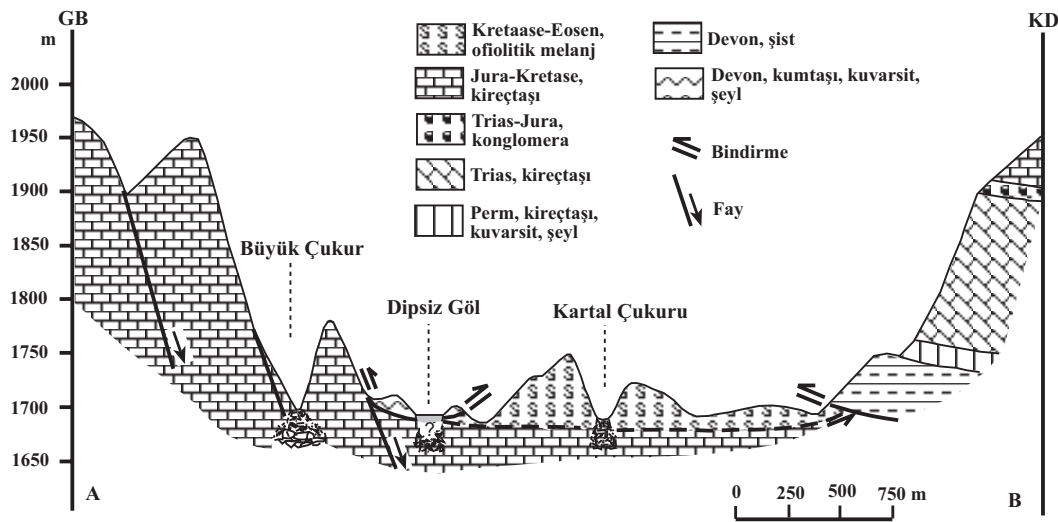 GB
KD
m
2000
1950
1900
1850
1800
1750
1700
1650
Kretaase-Eosen,
ofiolitik melanj
Jura-Kretase,
kireçtaşı
Trias-Jura,
konglomera
Trias, kireçtaşı
Perm, kireçtaşı,
kuvarsit, şeyl
Devon, şist
Devon, kumtaşı, kuvarsit,
şeyl
Bindirme
Fay
Büyük Çukur
Dipsiz Göl
Kartal Çukuru
?
A
B
0 250 500 750 m